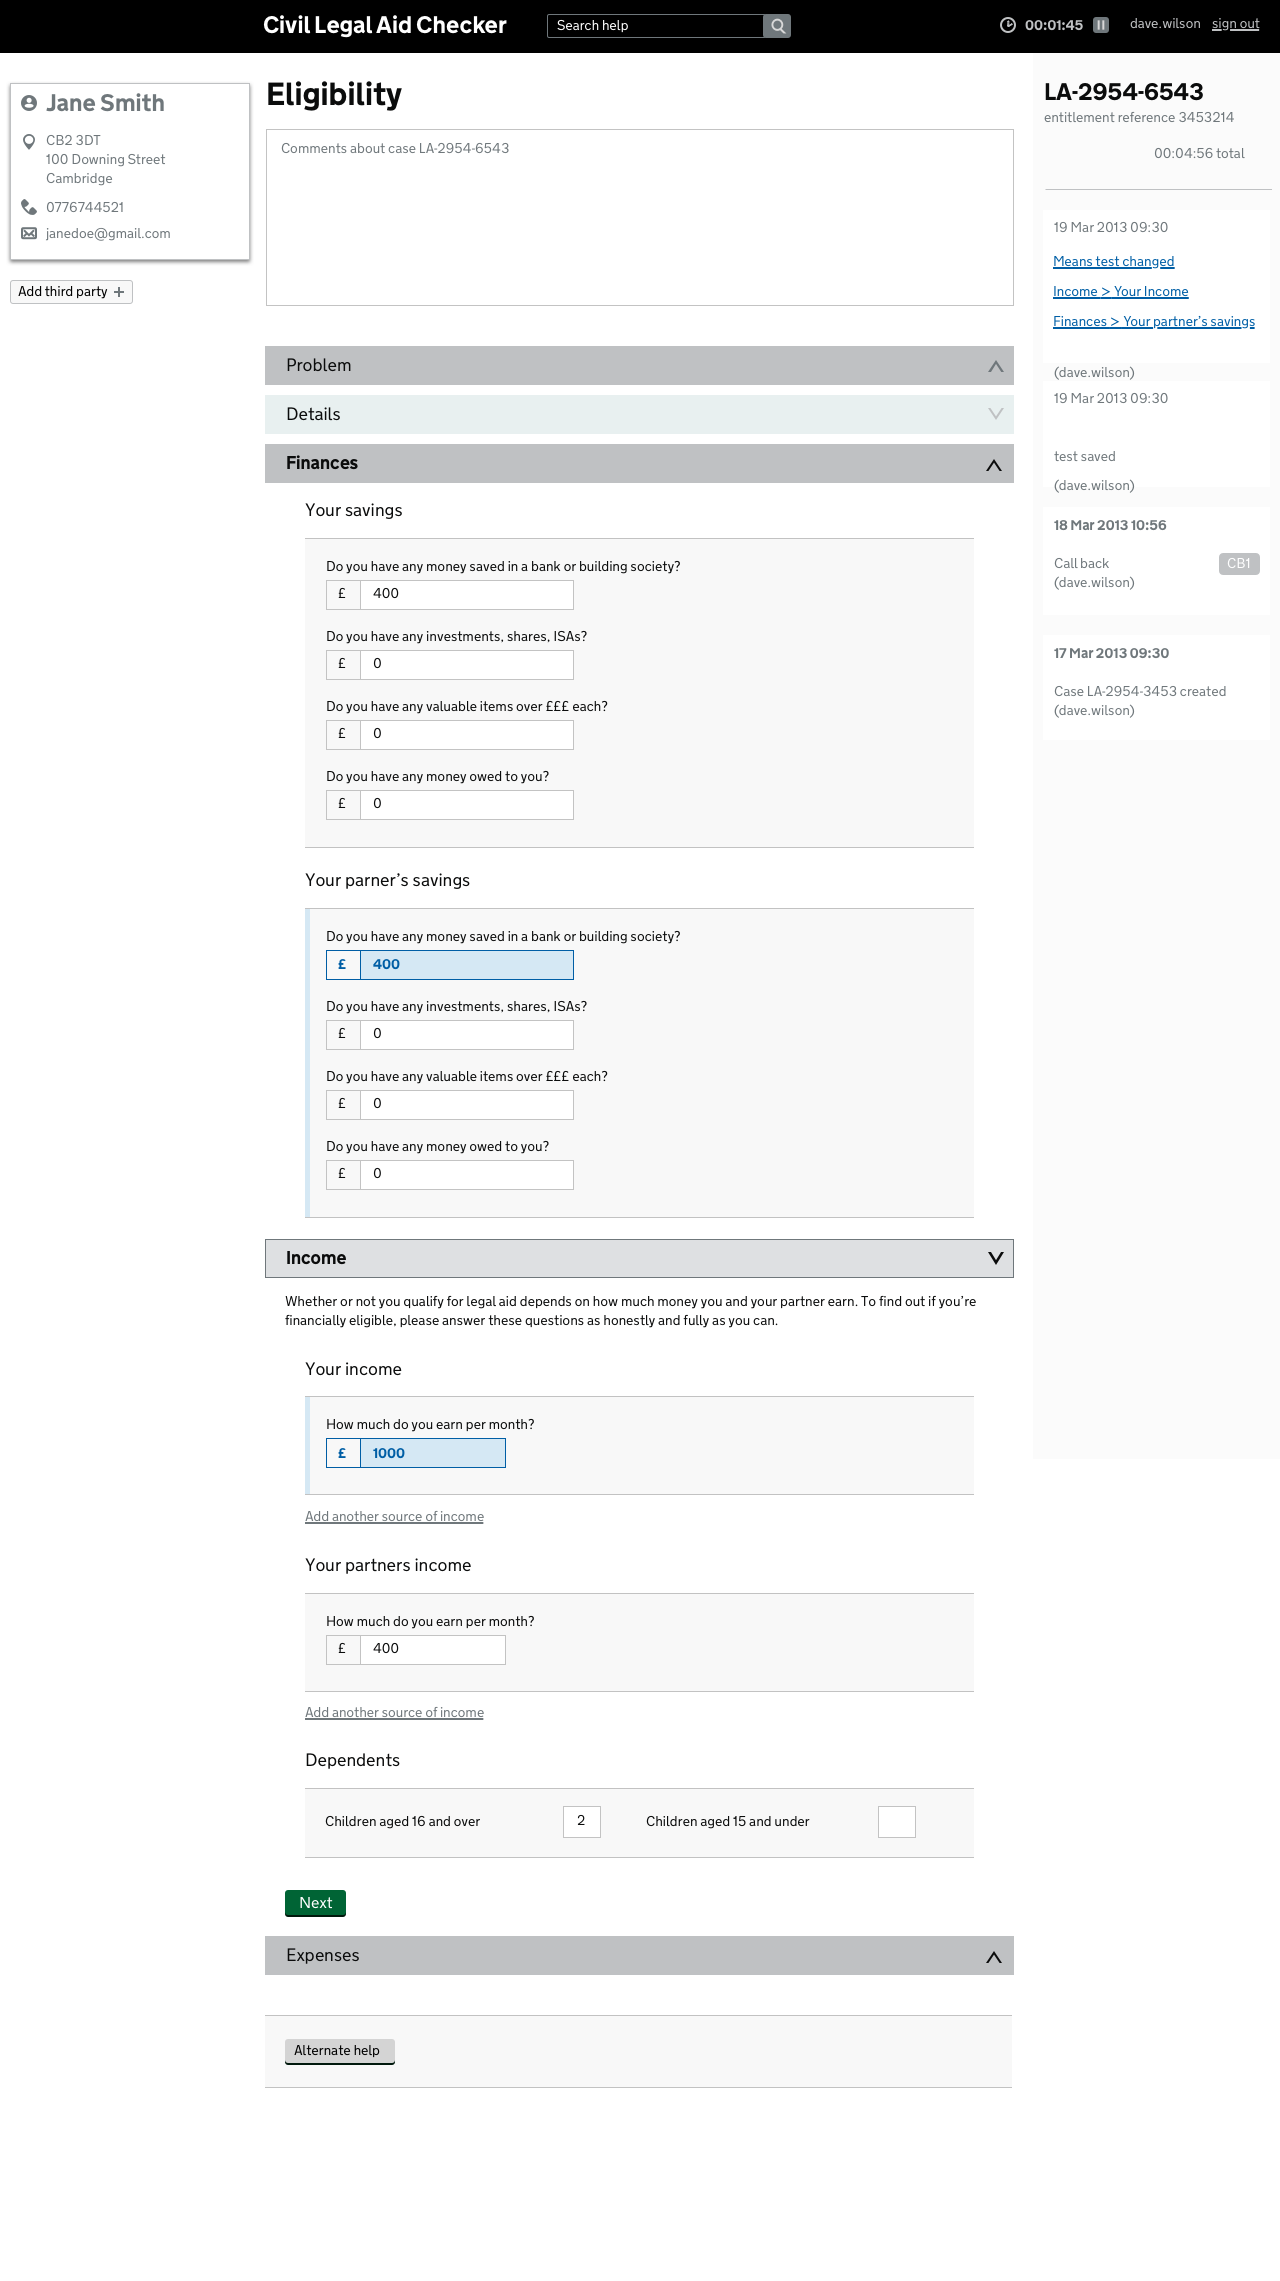 Civil Legal Aid Checker
Search help
00:01:45
dave.wilson sign out
Jane Smith
CB2 3DT
100 Downing Street
Cambridge
0776744521
janedoe@gmail.com
Add third party
Eligibility
Comments about case LA-2954-6543
Problem
Details
Finances
Your savings
Do you have any money saved in a bank or building society?
£ 400
Do you have any investments, shares, ISAs?
£ 0
Do you have any valuable items over £££ each?
£ 0
Do you have any money owed to you?
£ 0
Your parner’s savings
Do you have any money saved in a bank or building society?
£ 400
Do you have any investments, shares, ISAs?
£ 0
Do you have any valuable items over £££ each?
£ 0
Do you have any money owed to you?
£ 0
Income
Whether or not you qualify for legal aid depends on how much money you and your partner earn. To find out if you’re
financially eligible, please answer these questions as honestly and fully as you can.
Your income
How much do you earn per month?
£ 1000
Add another source of income
Your partners income
How much do you earn per month?
£ 400
Add another source of income
Dependents
Children aged 16 and over 2 Children aged 15 and under
Next
Expenses
Alternate help
LA-2954-6543
entitlement reference 3453214
00:04:56 total
19 Mar 2013 09:30
Means test changed
Income > Your Income
Finances > Your partner’s savings
(dave.wilson)
19 Mar 2013 09:30
test saved
(dave.wilson)
18 Mar 2013 10:56
Call back CB1
(dave.wilson)
17 Mar 2013 09:30
Case LA-2954-3453 created
(dave.wilson)